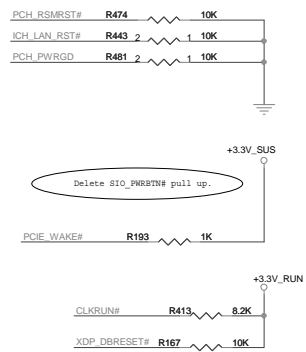 PCH_RSMRST# R474 10K
ICH_LAN_RST# R443 2 1 10K
PCH_PWRGD R481 2 1 10K
+3.3V_SUS
Delete SIO_PWRBTN# pull up.
PCIE_WAKE# R193 1K
+3.3V_RUN
CLKRUN# R413 8.2K
XDP_DBRESET# R167 10K